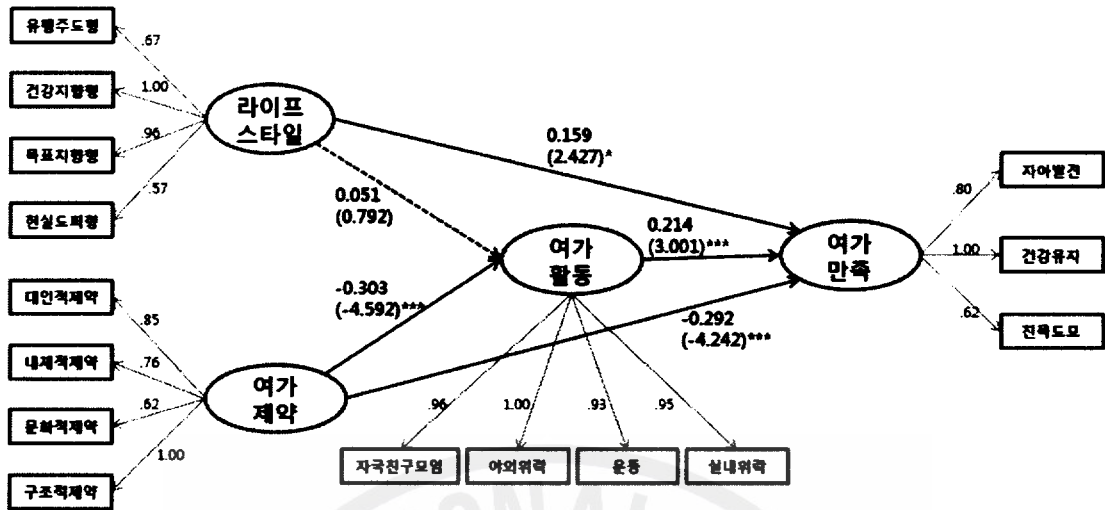 유행주도형
.67
건강지향형
1.00
목표지향형
.96
현실도피형
.57
라이프
스타일
0.159
(2.427)*
0.051
(0.792)
여가
활동
0.214
(3.001)***
여가
만족
자아발전
.80
건강유지
1.00
친목도모
.62
대인적제약
.85
내재적제약
.76
문화적제약
.62
구조적제약
1.00
여가
제약
-0.303
(-4.592)***
-0.292
(-4.242)***
.96
1.00
.93
.95
자국친구모임
야외위락
운동
실내위락